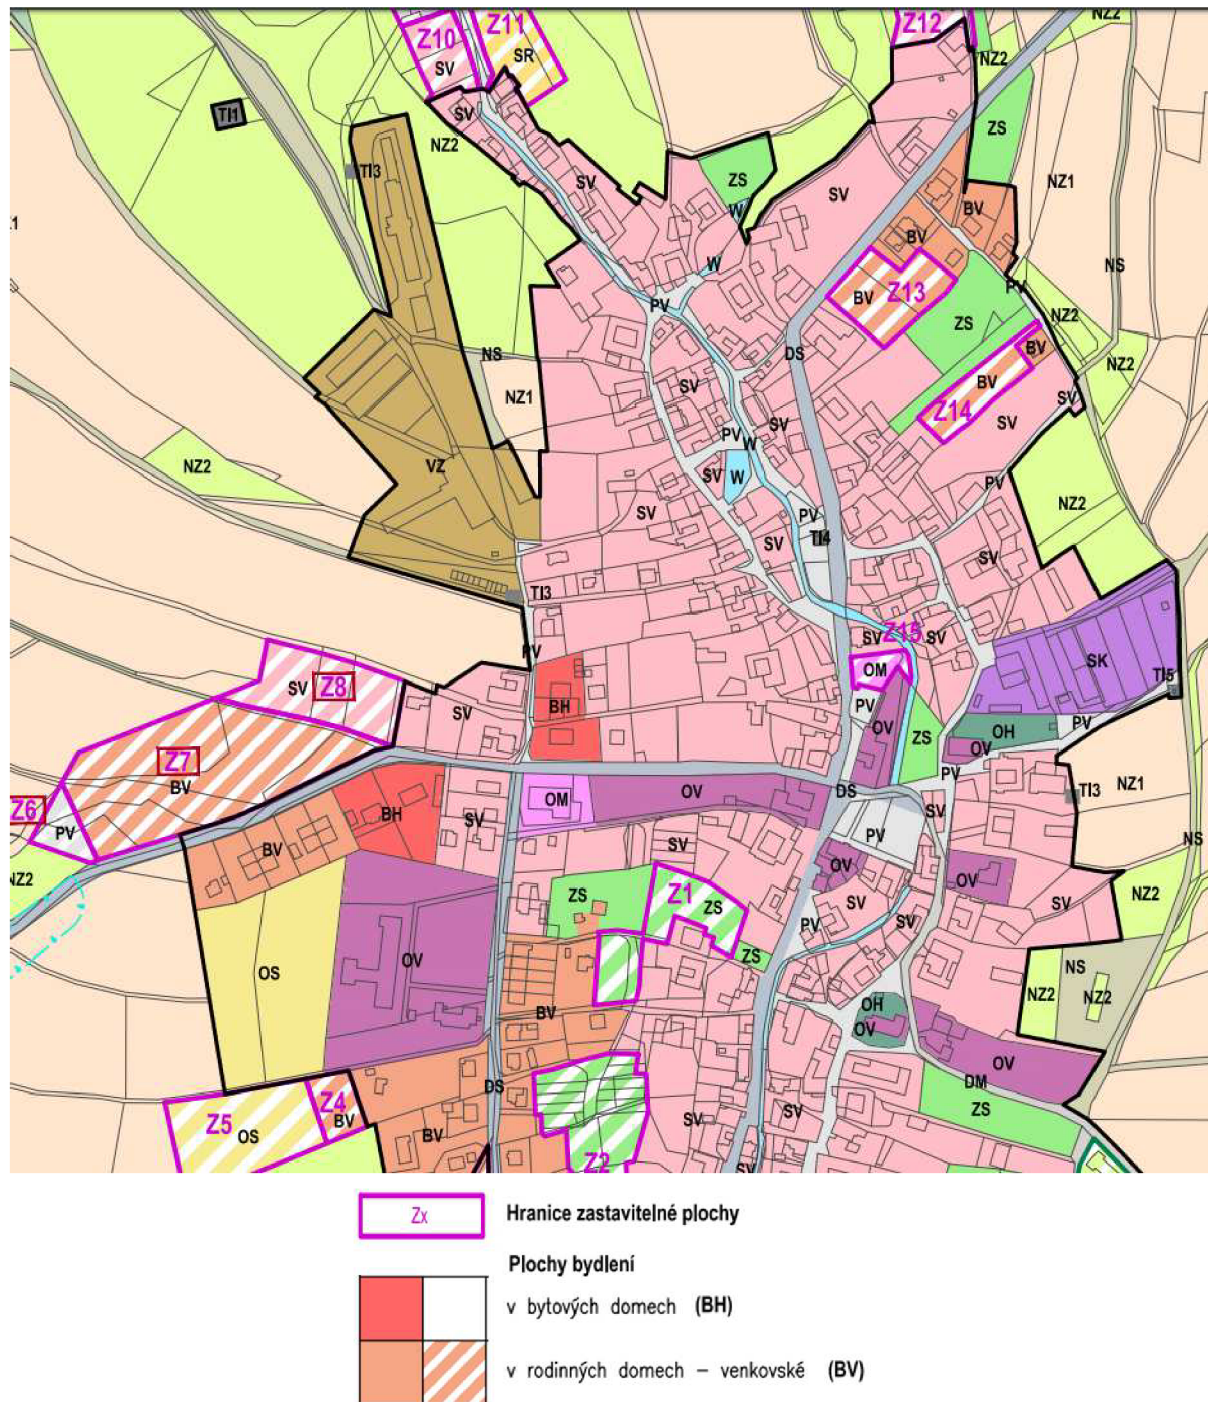 Z10
Z11
Z12
NZ2
SV
SR
NZ2
TI1
SV
ZS
NZ2
TI3
SV
ZS
SV
NZ1
W
BV
BV
W
NS
PV
BV
Z13
PV
NZ2
ZS
NS
DS
BV
NZ2
NZ1
SV
BV
SV
Z14
SV
SV
PV
W
NZ2
VZ
SV
W
PV
NZ2
SV
PV
TI4
SV
SV
TI3
Z15
SV
SV
PV
OM
SK
TI5
SV
Z8
BH
PV
SV
OV
ZS
OH
PV
OV
Z7
BV
PV
DS
TI3
NZ1
Z6
OM
OV
PV
BH
SV
PV
SV
NS
BV
SV
OV
NZ2
OV
Z1
ZS
ZS
SV
SV
NZ2
PV
SV
OV
ZS
OS
NS
NZ2
NZ2
OH
BV
OV
OV
DS
DM
Z4
Z5
BV
OS
ZS
BV
SV
SV
Z2
SV
Zx Hranice zastavitelné plochy
Plochy bydlení
v bytových domech (BH)
v rodinných domech – venkovské (BV)